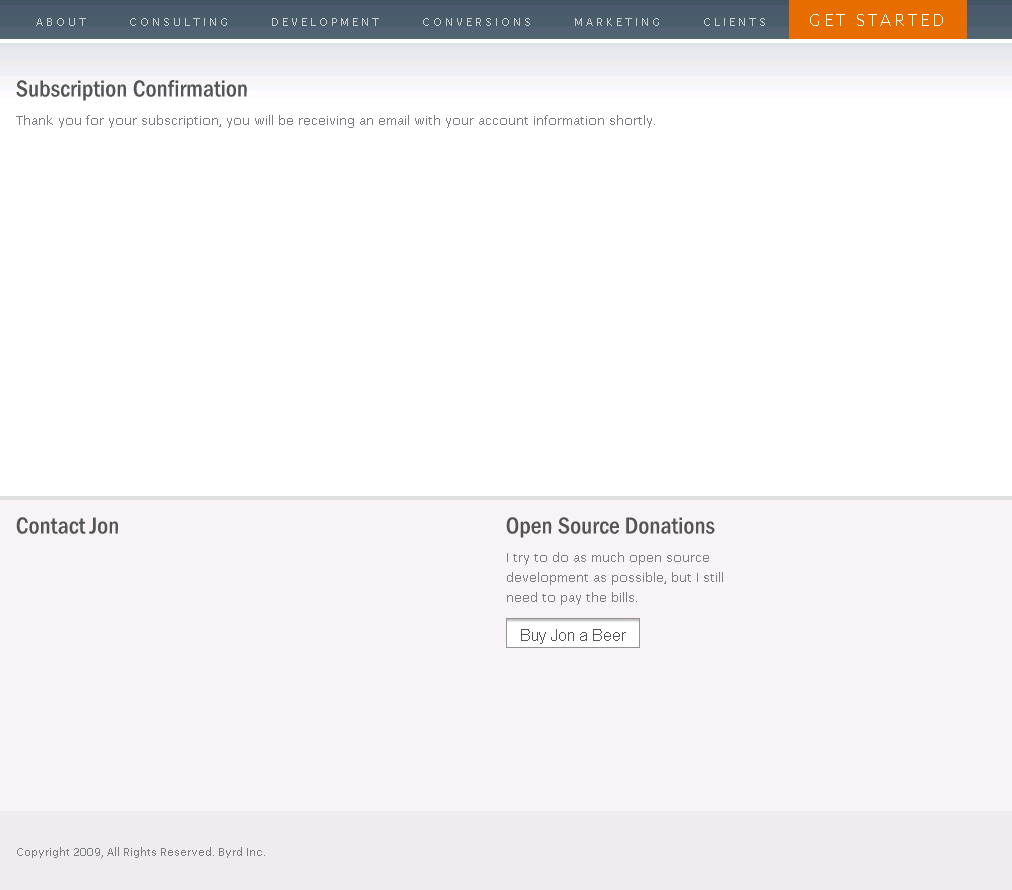 ABOUT CONSULTING DEVELOPMENT CONVERSIONS MARKETING CLIENTS GET STARTED
Subscription Confirmation
Thank you for your subscription, you will be receiving an email with your account information shortly.
Contact Jon
Open Source Donations
I try to do as much open source
development as possible, but I still
need to pay the bills.
Buy Jon a Beer
Copyright 2009, All Rights Reserved. Byrd Inc.